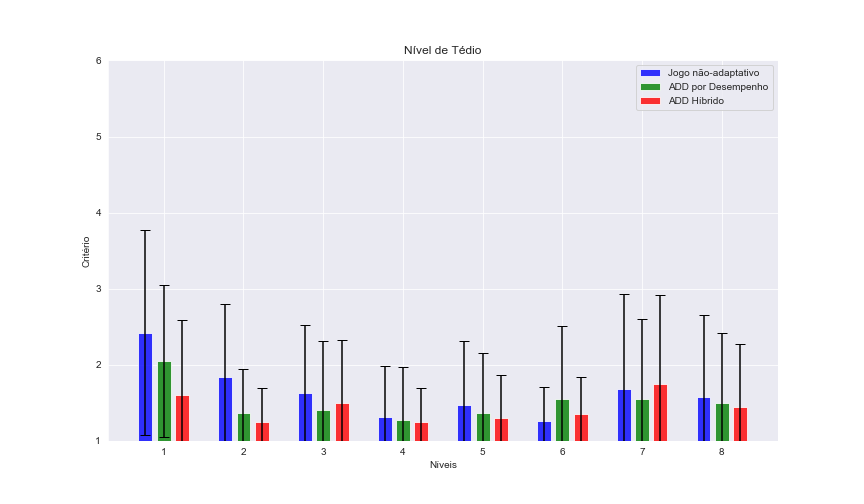 Nível de Tédio
Jogo não-adaptativo
ADD por Desempenho
ADD Híbrido
6
5
4
3
2
1
Critério
1 2 3 4 5 6 7 8
Níveis